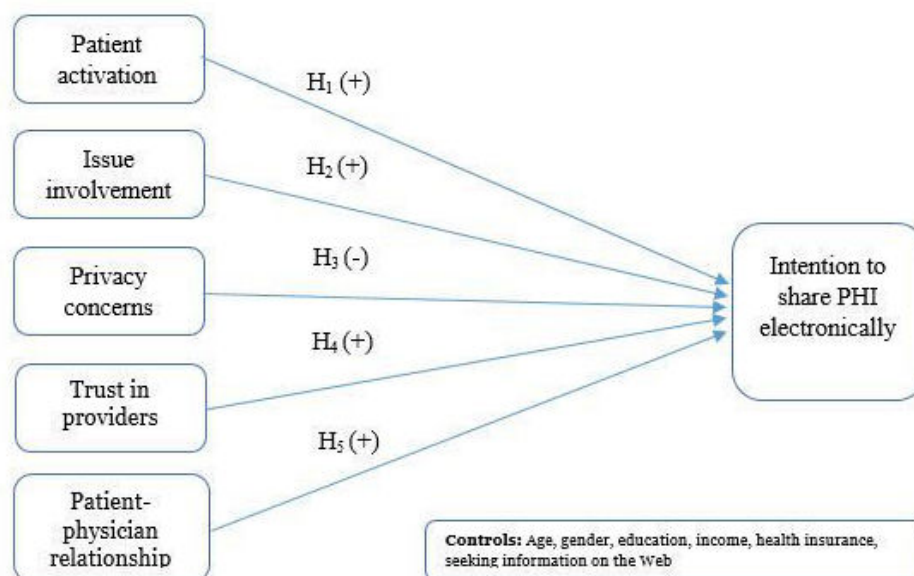 Patient
activation
H₁ (+)
Issue
involvement
H₂ (+)
Privacy
concerns
H₃ (-)
Trust in
providers
H₄ (+)
Patient-
physician
relationship
H₅ (+)
Intention to
share PHI
electronically
Controls: Age, gender, education, income, health insurance,
seeking information on the Web